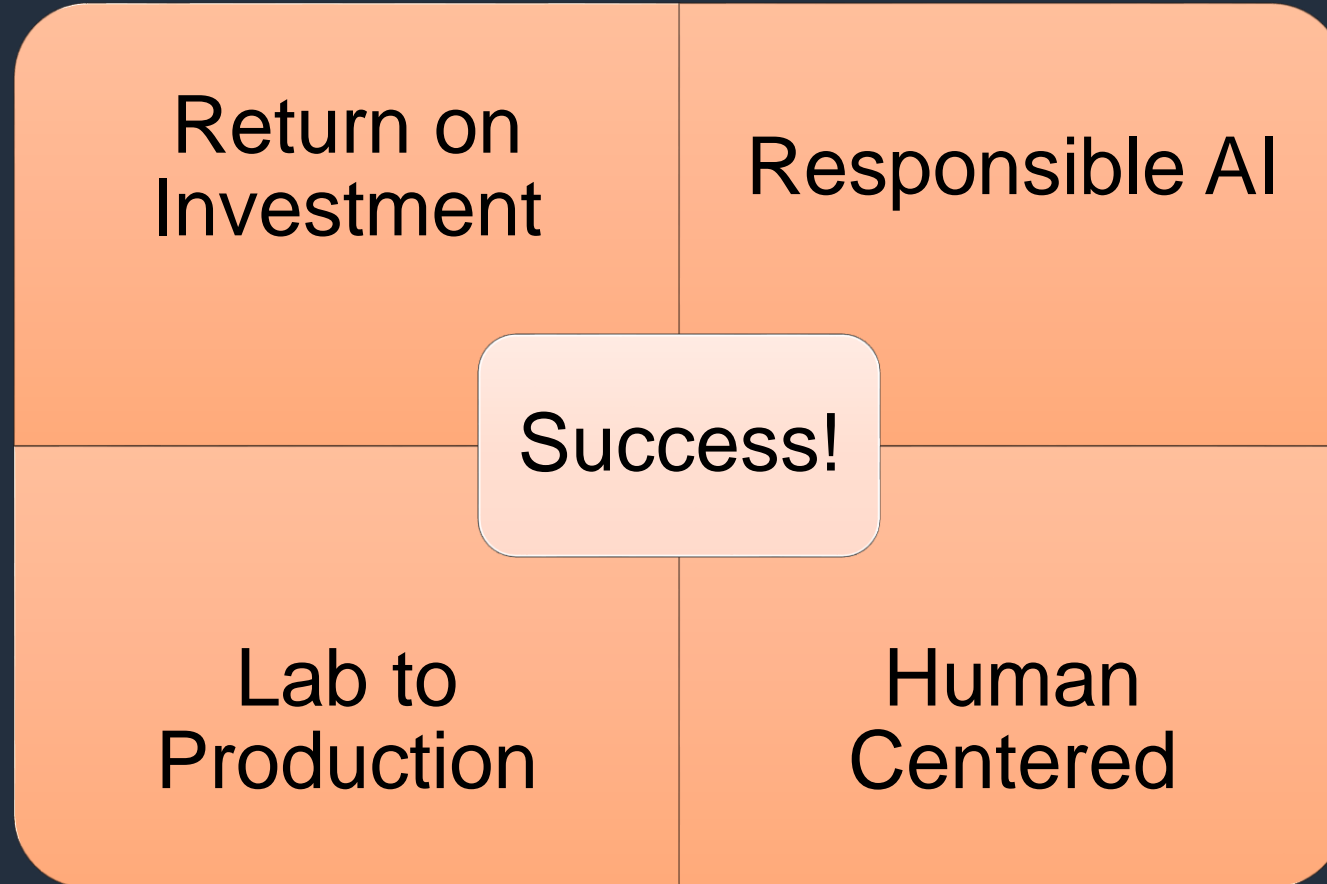 Return on
Investment
Responsible AI
Success!
Lab to
Production
Human
Centered